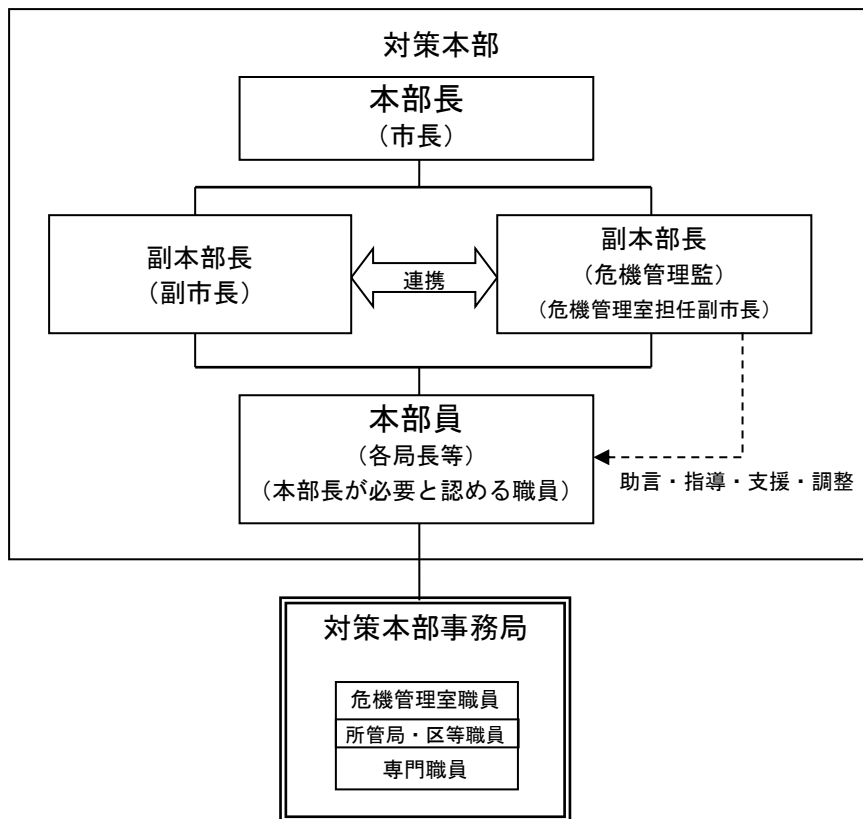 対策本部
本部長
（市長）
副本部長
（副市長）
連携
副本部長
（危機管理監）
（危機管理室担任副市長）
本部員
（各局長等）
（本部長が必要と認める職員）
助言・指導・支援・調整
対策本部事務局
危機管理室職員
所管局・区等職員
専門職員